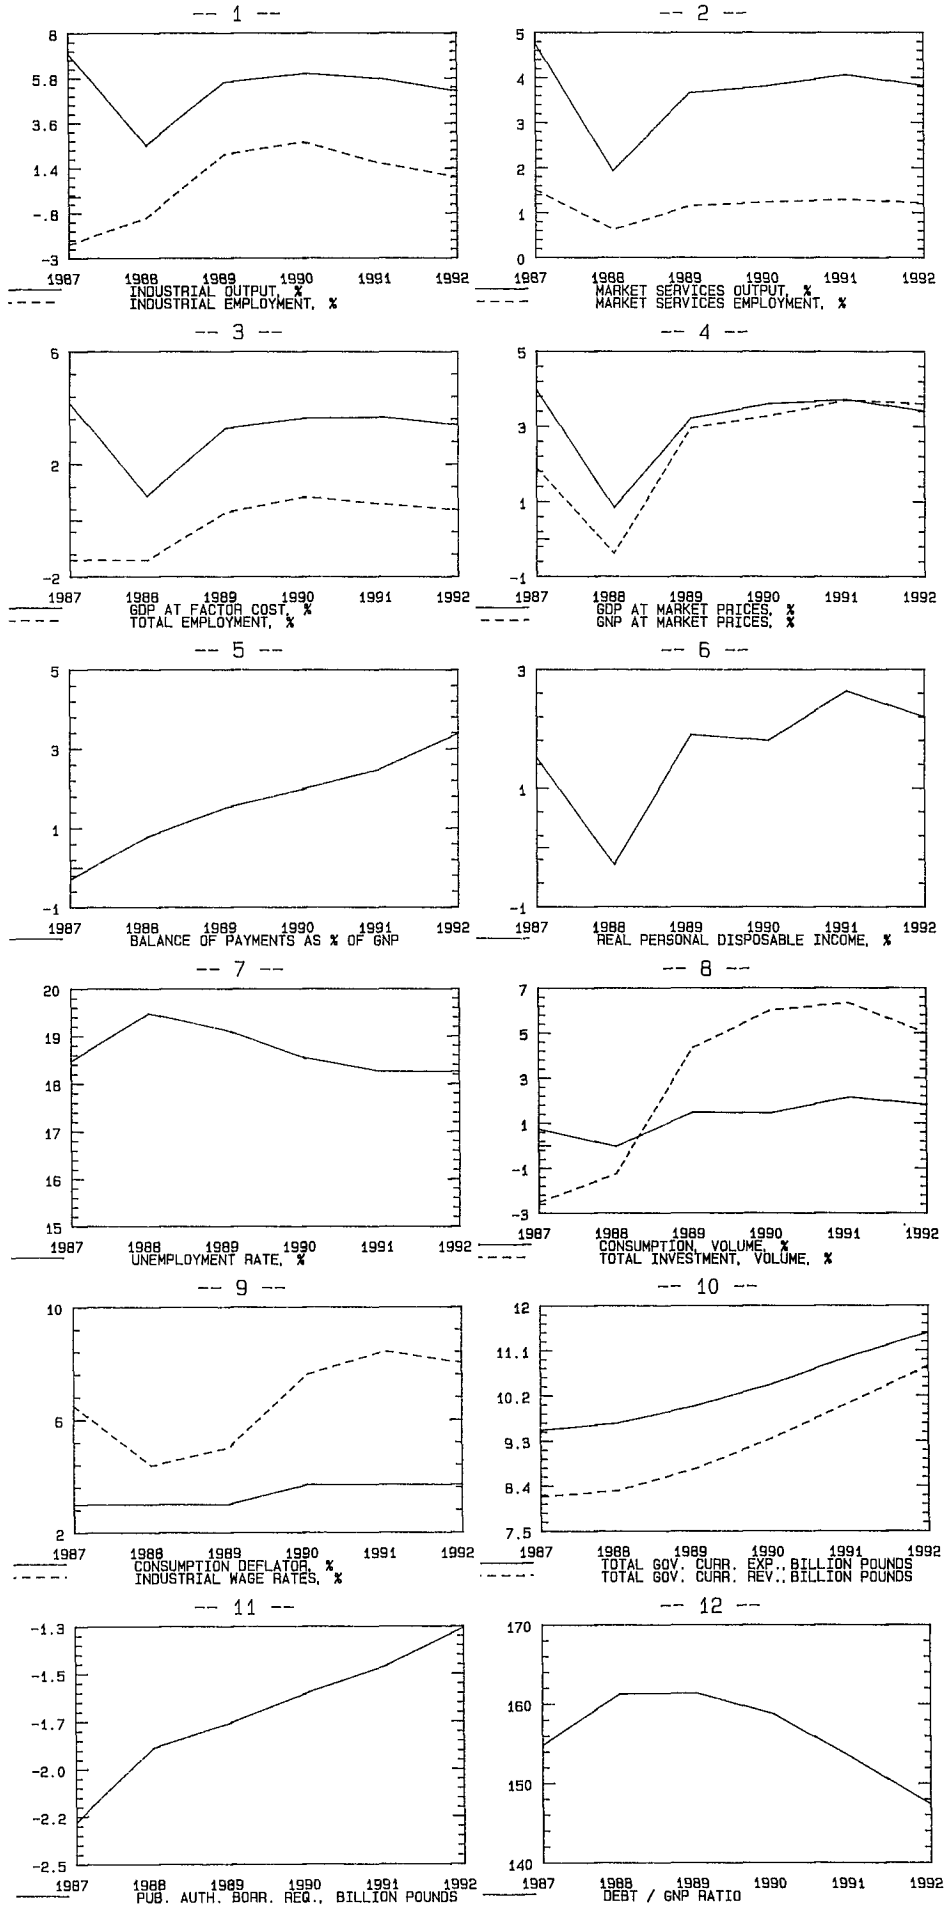 -- 1 --
8
5.8
3.6
1.4
-.8
-3
1987 1988 1989 1990 1991 1992
INDUSTRIAL OUTPUT, %
INDUSTRIAL EMPLOYMENT, %
-- 2 --
5
4
3
2
1
0
1987 1988 1989 1990 1991 1992
MARKET SERVICES OUTPUT, %
MARKET SERVICES EMPLOYMENT, %
-- 3 --
6
2
-2
1987 1988 1989 1990 1991 1992
GDP AT FACTOR COST, %
TOTAL EMPLOYMENT, %
-- 4 --
5
3
1
-1
1987 1988 1989 1990 1991 1992
GDP AT MARKET PRICES, %
GNP AT MARKET PRICES, %
-- 5 --
5
3
1
-1
1987 1988 1989 1990 1991 1992
BALANCE OF PAYMENTS AS % OF GNP
-- 6 --
3
1
-1
1987 1988 1989 1990 1991 1992
REAL PERSONAL DISPOSABLE INCOME, %
-- 7 --
20
19
18
17
16
15
1987 1988 1989 1990 1991 1992
UNEMPLOYMENT RATE, %
-- 8 --
7
5
3
1
-1
-3
1987 1988 1989 1990 1991 1992
CONSUMPTION, VOLUME, %
TOTAL INVESTMENT, VOLUME, %
-- 9 --
10
6
2
1987 1988 1989 1990 1991 1992
CONSUMPTION DEFLATOR, %
INDUSTRIAL WAGE RATES, %
-- 10 --
12
11.1
10.2
9.3
8.4
7.5
1987 1988 1989 1990 1991 1992
TOTAL GOV. CURR. EXP., BILLION POUNDS
TOTAL GOV. CURR. REV., BILLION POUNDS
-- 11 --
-1.3
-1.5
-1.7
-2.0
-2.2
-2.5
1987 1988 1989 1990 1991 1992
PUB. AUTH. BORR. REQ., BILLION POUNDS
-- 12 --
170
160
150
140
1987 1988 1989 1990 1991 1992
DEBT / GNP RATIO